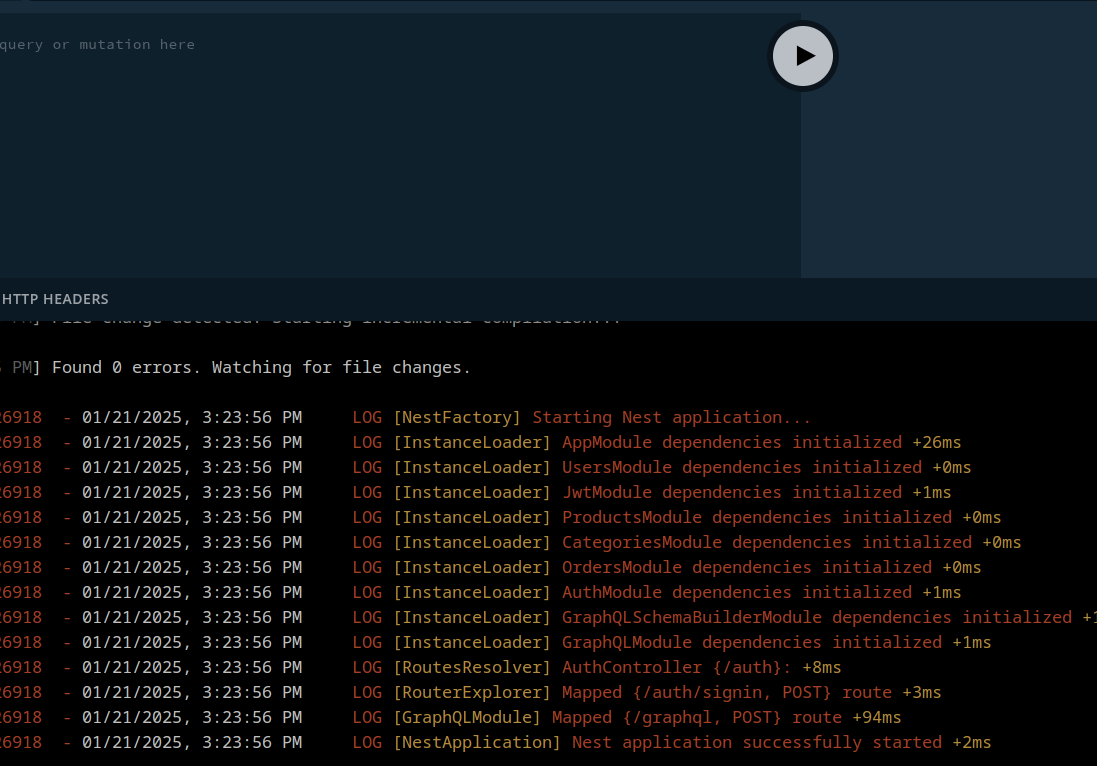 query or mutation here
HTTP HEADERS
PM] File change detected. Starting incremental compilation...
PM] Found 0 errors. Watching for file changes.
26918 - 01/21/2025, 3:23:56 PM LOG [NestFactory] Starting Nest application...
26918 - 01/21/2025, 3:23:56 PM LOG [InstanceLoader] AppModule dependencies initialized +26ms
26918 - 01/21/2025, 3:23:56 PM LOG [InstanceLoader] UsersModule dependencies initialized +0ms
26918 - 01/21/2025, 3:23:56 PM LOG [InstanceLoader] JwtModule dependencies initialized +1ms
26918 - 01/21/2025, 3:23:56 PM LOG [InstanceLoader] ProductsModule dependencies initialized +0ms
26918 - 01/21/2025, 3:23:56 PM LOG [InstanceLoader] CategoriesModule dependencies initialized +0ms
26918 - 01/21/2025, 3:23:56 PM LOG [InstanceLoader] OrdersModule dependencies initialized +0ms
26918 - 01/21/2025, 3:23:56 PM LOG [InstanceLoader] AuthModule dependencies initialized +1ms
26918 - 01/21/2025, 3:23:56 PM LOG [InstanceLoader] GraphQLSchemaBuilderModule dependencies initialized +1
26918 - 01/21/2025, 3:23:56 PM LOG [InstanceLoader] GraphQLModule dependencies initialized +1ms
26918 - 01/21/2025, 3:23:56 PM LOG [RoutesResolver] AuthController {/auth}: +8ms
26918 - 01/21/2025, 3:23:56 PM LOG [RouterExplorer] Mapped {/auth/signin, POST} route +3ms
26918 - 01/21/2025, 3:23:56 PM LOG [GraphQLModule] Mapped {/graphql, POST} route +94ms
26918 - 01/21/2025, 3:23:56 PM LOG [NestApplication] Nest application successfully started +2ms